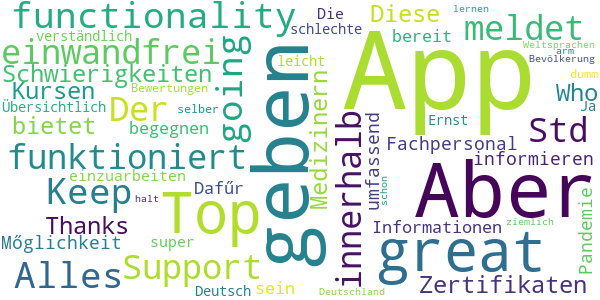 functionality
verständlich
einwandfrei
Schwierigkeiten
Kursen
Bewertungen
Übersichtlich
Der
selber
bietet
begegnen
funktioniert
einzuarbeiten
Keep
Dafűr
halt
Thanks
Top
Mőglichkeit
super
Alles
Support
Deutsch
sein
going
geben
Die
schlechte
leicht
Medizinern
innerhalb
umfassend
schon
Deutschland
Diese
bereit
lernen
meldet
Weltsprachen
arm
Bevölkerung
dumm
App
Who
Ja
Ernst
Std
Fachpersonal
informieren
Aber
Pandemie
Informationen
ziemlich
great
Zertifikaten